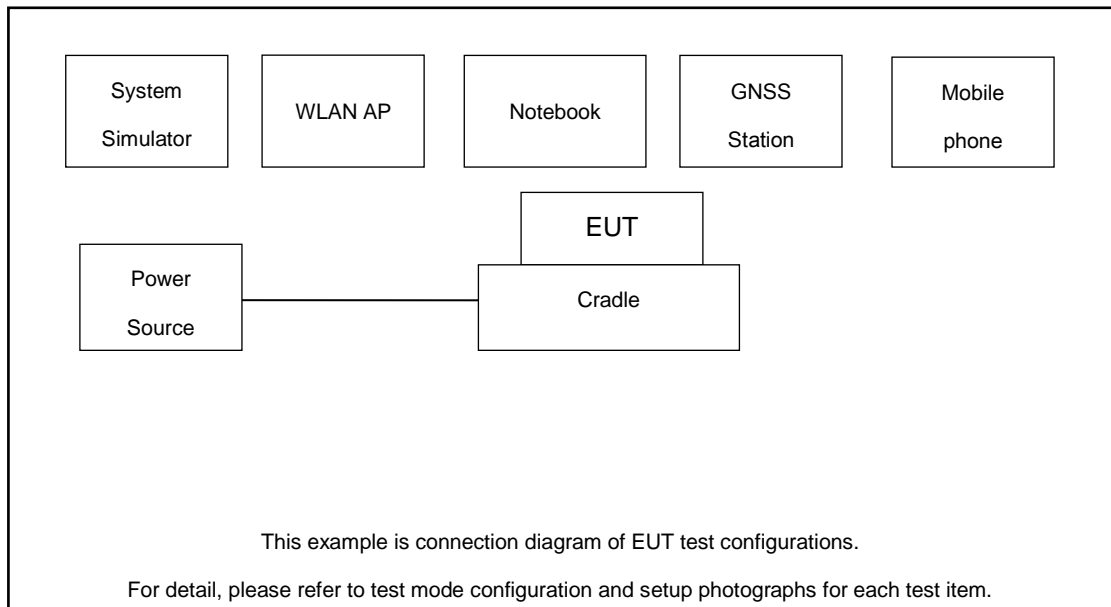 System
Simulator
WLAN AP
Notebook
GNSS
Station
Mobile
phone
EUT
Power
Source
Cradle
This example is connection diagram of EUT test configurations.
For detail, please refer to test mode configuration and setup photographs for each test item.